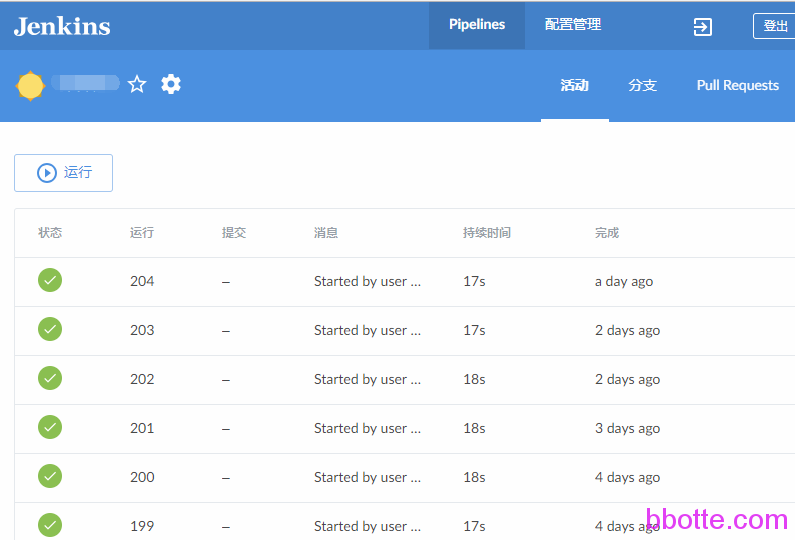 Jenkins Pipelines 配置管理 登出
活动 分支 Pull Requests
运行
状态 运行 提交 消息 持续时间 完成
204 – Started by user ... 17s a day ago
203 – Started by user ... 17s 2 days ago
202 – Started by user ... 18s 2 days ago
201 – Started by user ... 18s 3 days ago
200 – Started by user ... 18s 4 days ago
199 – Started by user ... 17s 4 days ago
bbotte.com